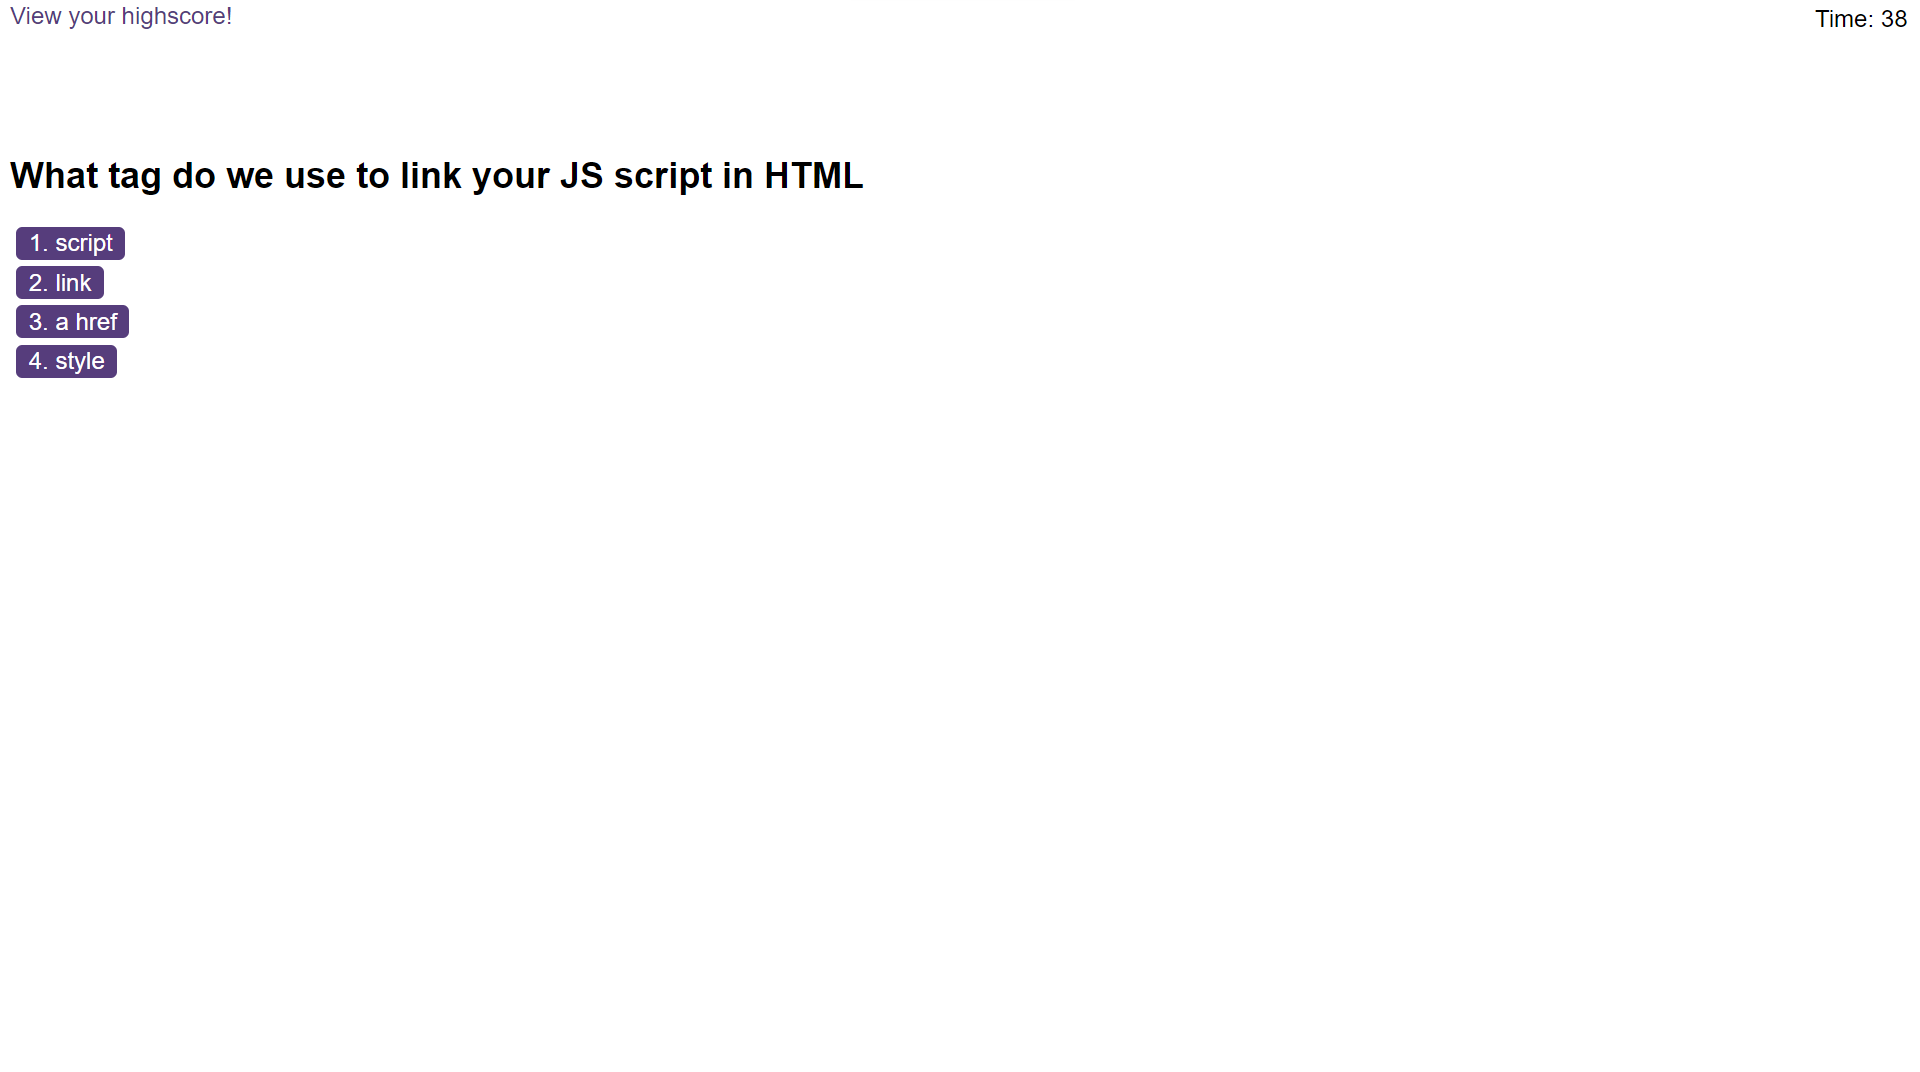 View your highscore!
Time: 38
What tag do we use to link your JS script in HTML
1. script
2. link
3. a href
4. style